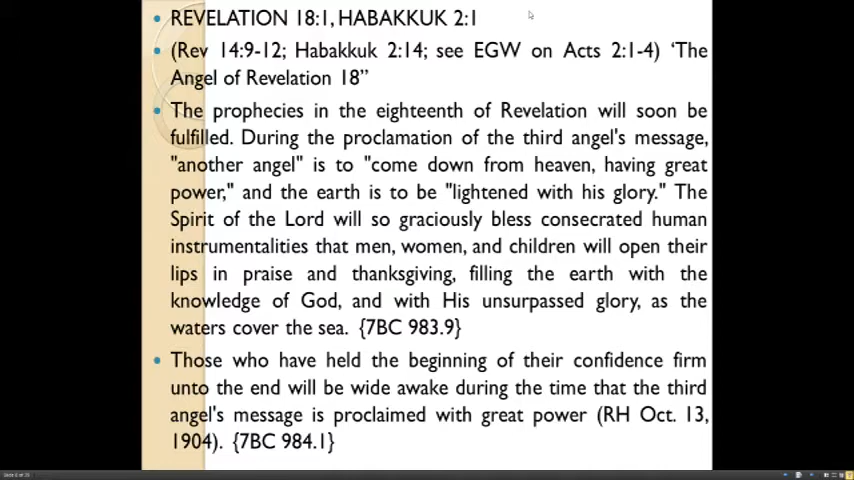 REVELATION 18:1, HABAKKUK 2:1
(Rev 14:9-12; Habakkuk 2:14; see EGW on Acts 2:1-4) ‘The
Angel of Revelation 18”
The prophecies in the eighteenth of Revelation will soon be
fulfilled. During the proclamation of the third angel's message,
"another angel" is to "come down from heaven, having great
power," and the earth is to be "lightened with his glory." The
Spirit of the Lord will so graciously bless consecrated human
instrumentalities that men, women, and children will open their
lips in praise and thanksgiving, filling the earth with the
knowledge of God, and with His unsurpassed glory, as the
waters cover the sea. {7BC 983.9}
Those who have held the beginning of their confidence firm
unto the end will be wide awake during the time that the third
angel's message is proclaimed with great power (RH Oct. 13,
1904). {7BC 984.1}